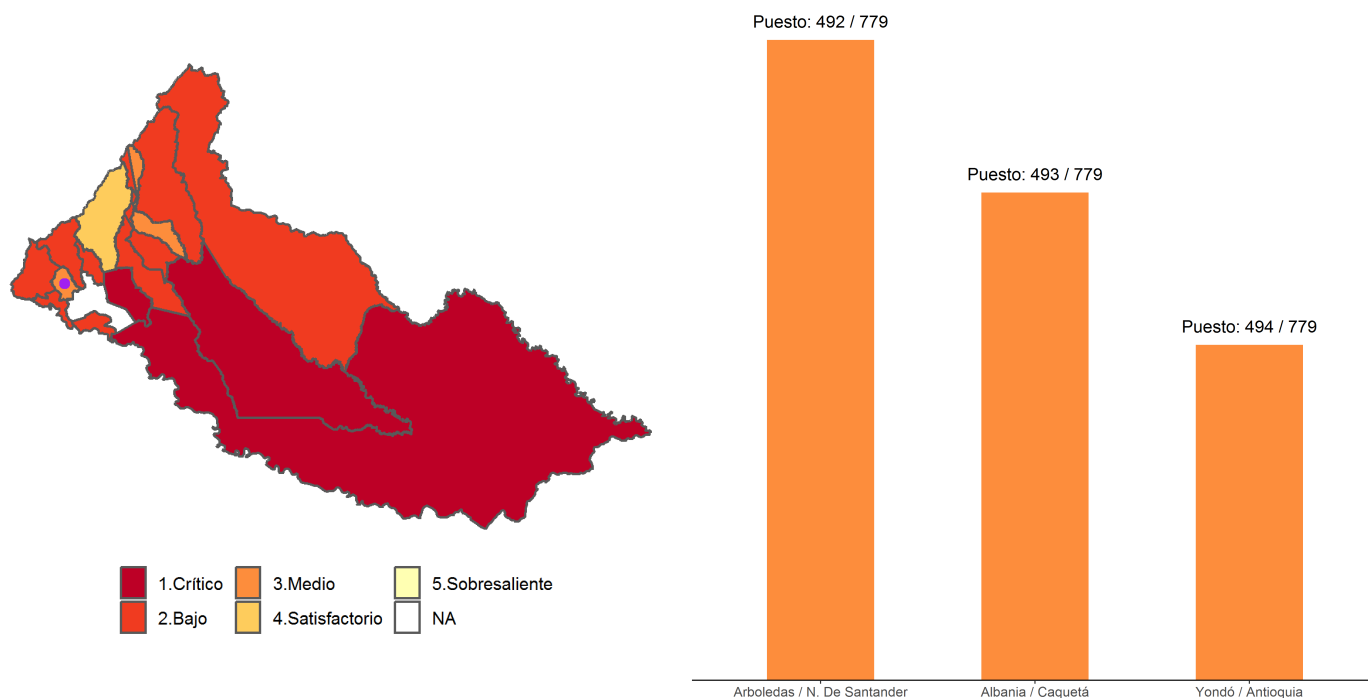 Puesto: 492 / 779
Puesto: 493 / 779
Puesto: 494 / 779
1.Crítico
3.Medio
5.Sobresaliente
2.Bajo
4.Satisfactorio
NA
Arboledas / N. De Santander
Albania / Caquetá
Yondó / Antioquia